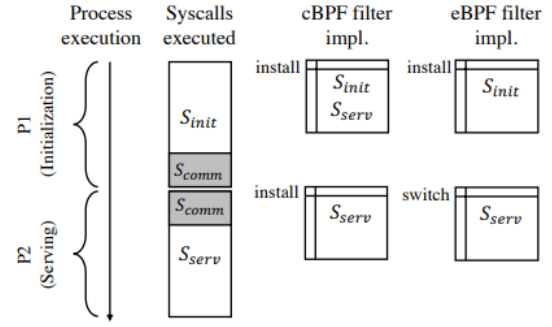 Process execution
Syscalls executed
cBPF filter impl.
eBPF filter impl.
P1 (Initialization)
P2 (Serving)
S_init
S_comm
S_comm
S_serv
install
S_init
S_serv
install
S_serv
install
S_init
switch
S_serv